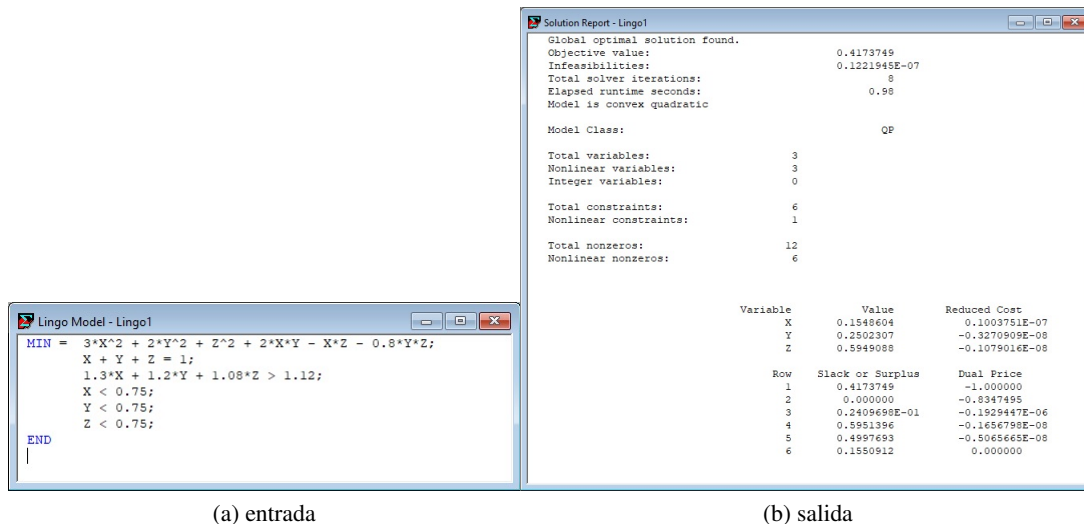 Solution Report - Lingo1
Global optimal solution found.
Objective value: 0.4173749
Infeasibilities: 0.1221945E-07
Total solver iterations: 8
Elapsed runtime seconds: 0.98
Model is convex quadratic
Model Class: QP
Total variables: 3
Nonlinear variables: 3
Integer variables: 0
Total constraints: 6
Nonlinear constraints: 1
Total nonzeros: 12
Nonlinear nonzeros: 6
Variable Value Reduced Cost
X 0.1548604 0.1003751E-07
Y 0.2502307 -0.3270909E-08
Z 0.5949088 -0.1079016E-08
Row Slack or Surplus Dual Price
1 0.4173749 -1.000000
2 0.000000 -0.8347495
3 0.2409698E-01 -0.1929447E-06
4 0.5951396 -0.1656798E-08
5 0.4997693 -0.5065665E-08
6 0.1550912 0.000000
Lingo Model - Lingo1
MIN = 3*X^2 + 2*Y^2 + Z^2 + 2*X*Y - X*Z - 0.8*Y*Z;
X + Y + Z = 1;
1.3*X + 1.2*Y + 1.08*Z > 1.12;
X < 0.75;
Y < 0.75;
Z < 0.75;
END
(a) entrada
(b) salida